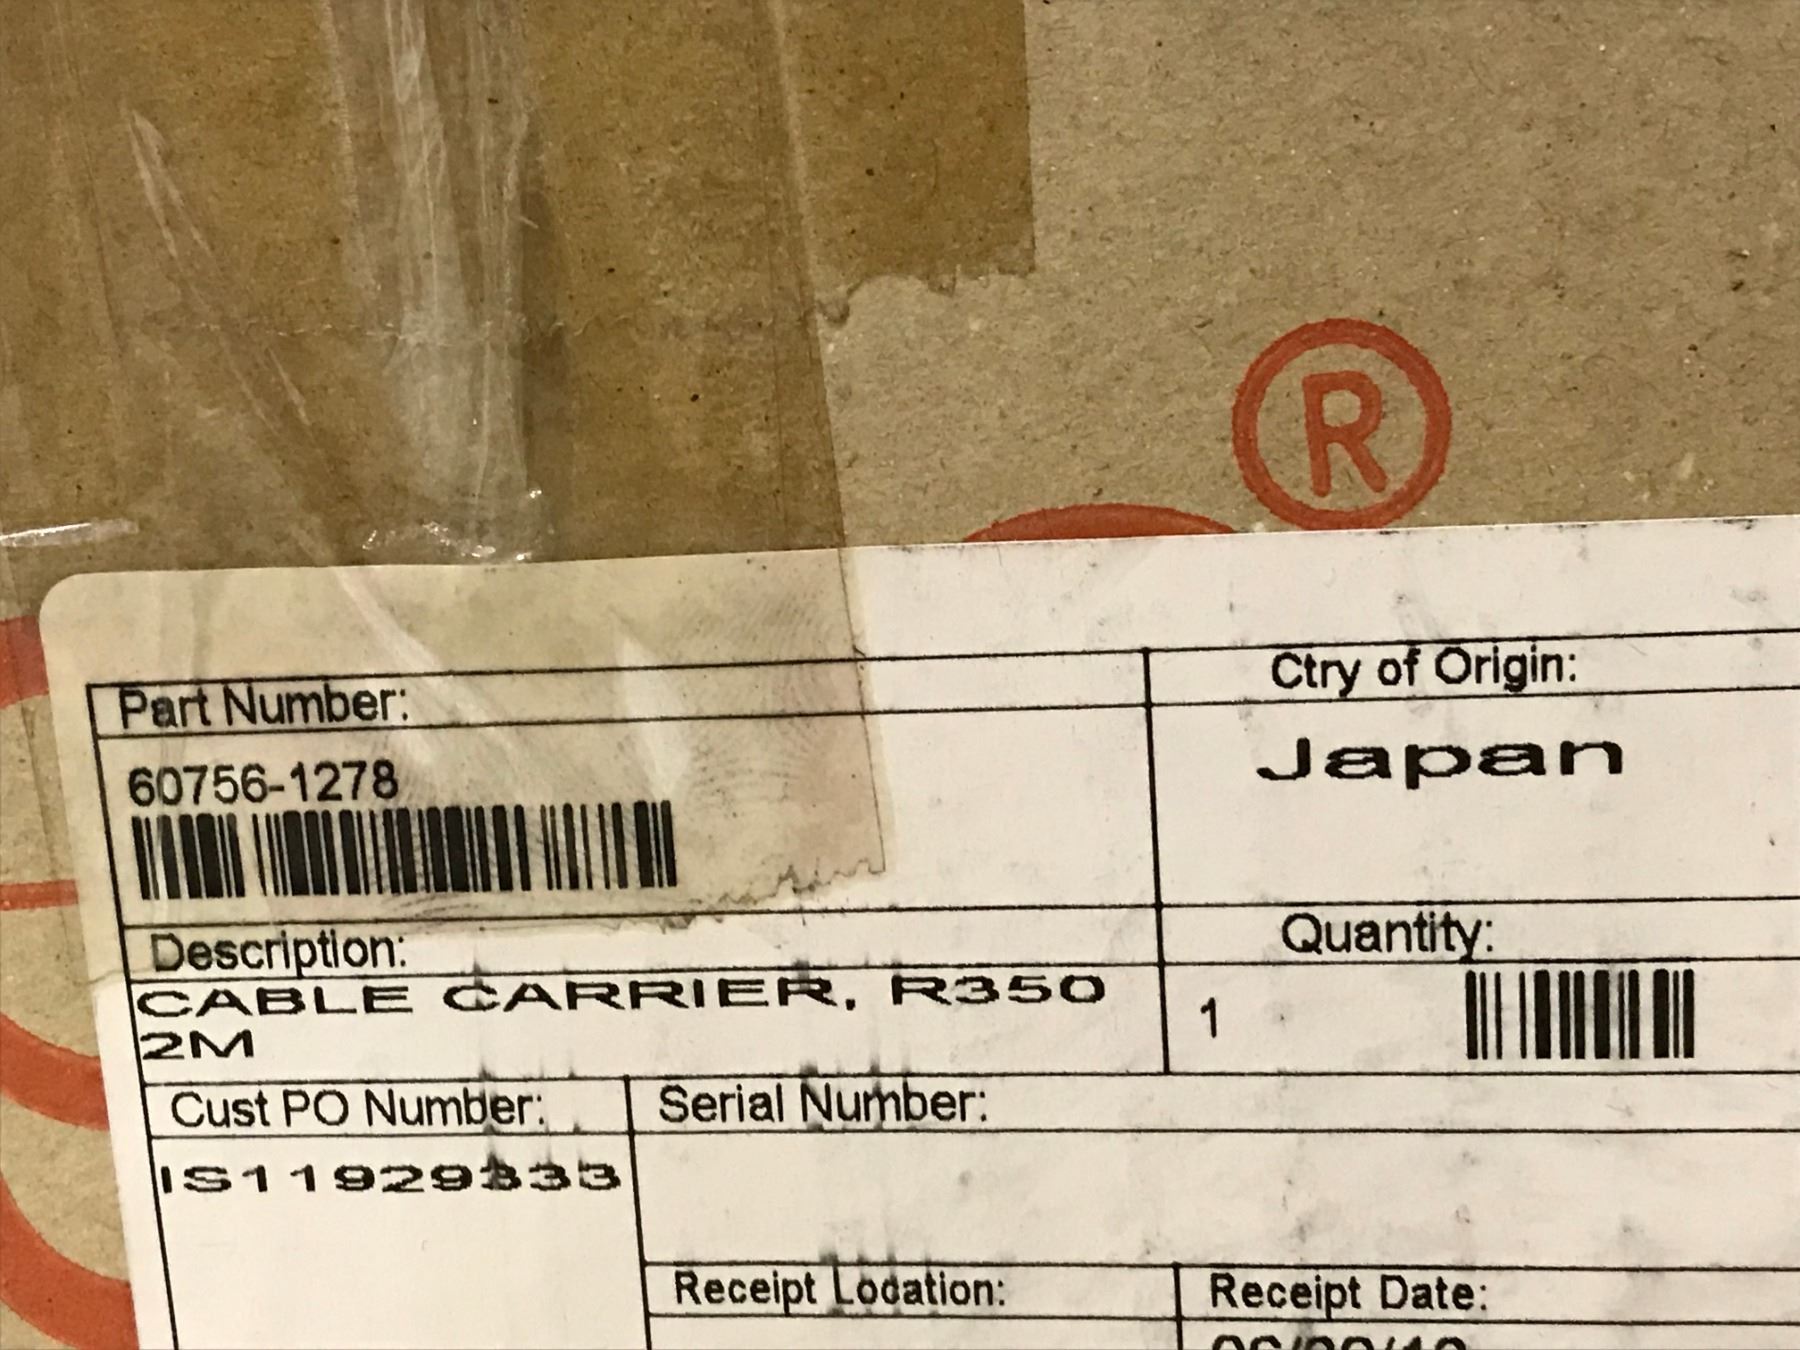 ®
Part Number:
Ctry of Origin:
60756-1278
Japan
Description:
Quantity:
CABLE CARRIER, R350
2M
1
Cust PO Number:
Serial Number:
IS11929333
Receipt Location:
Receipt Date: